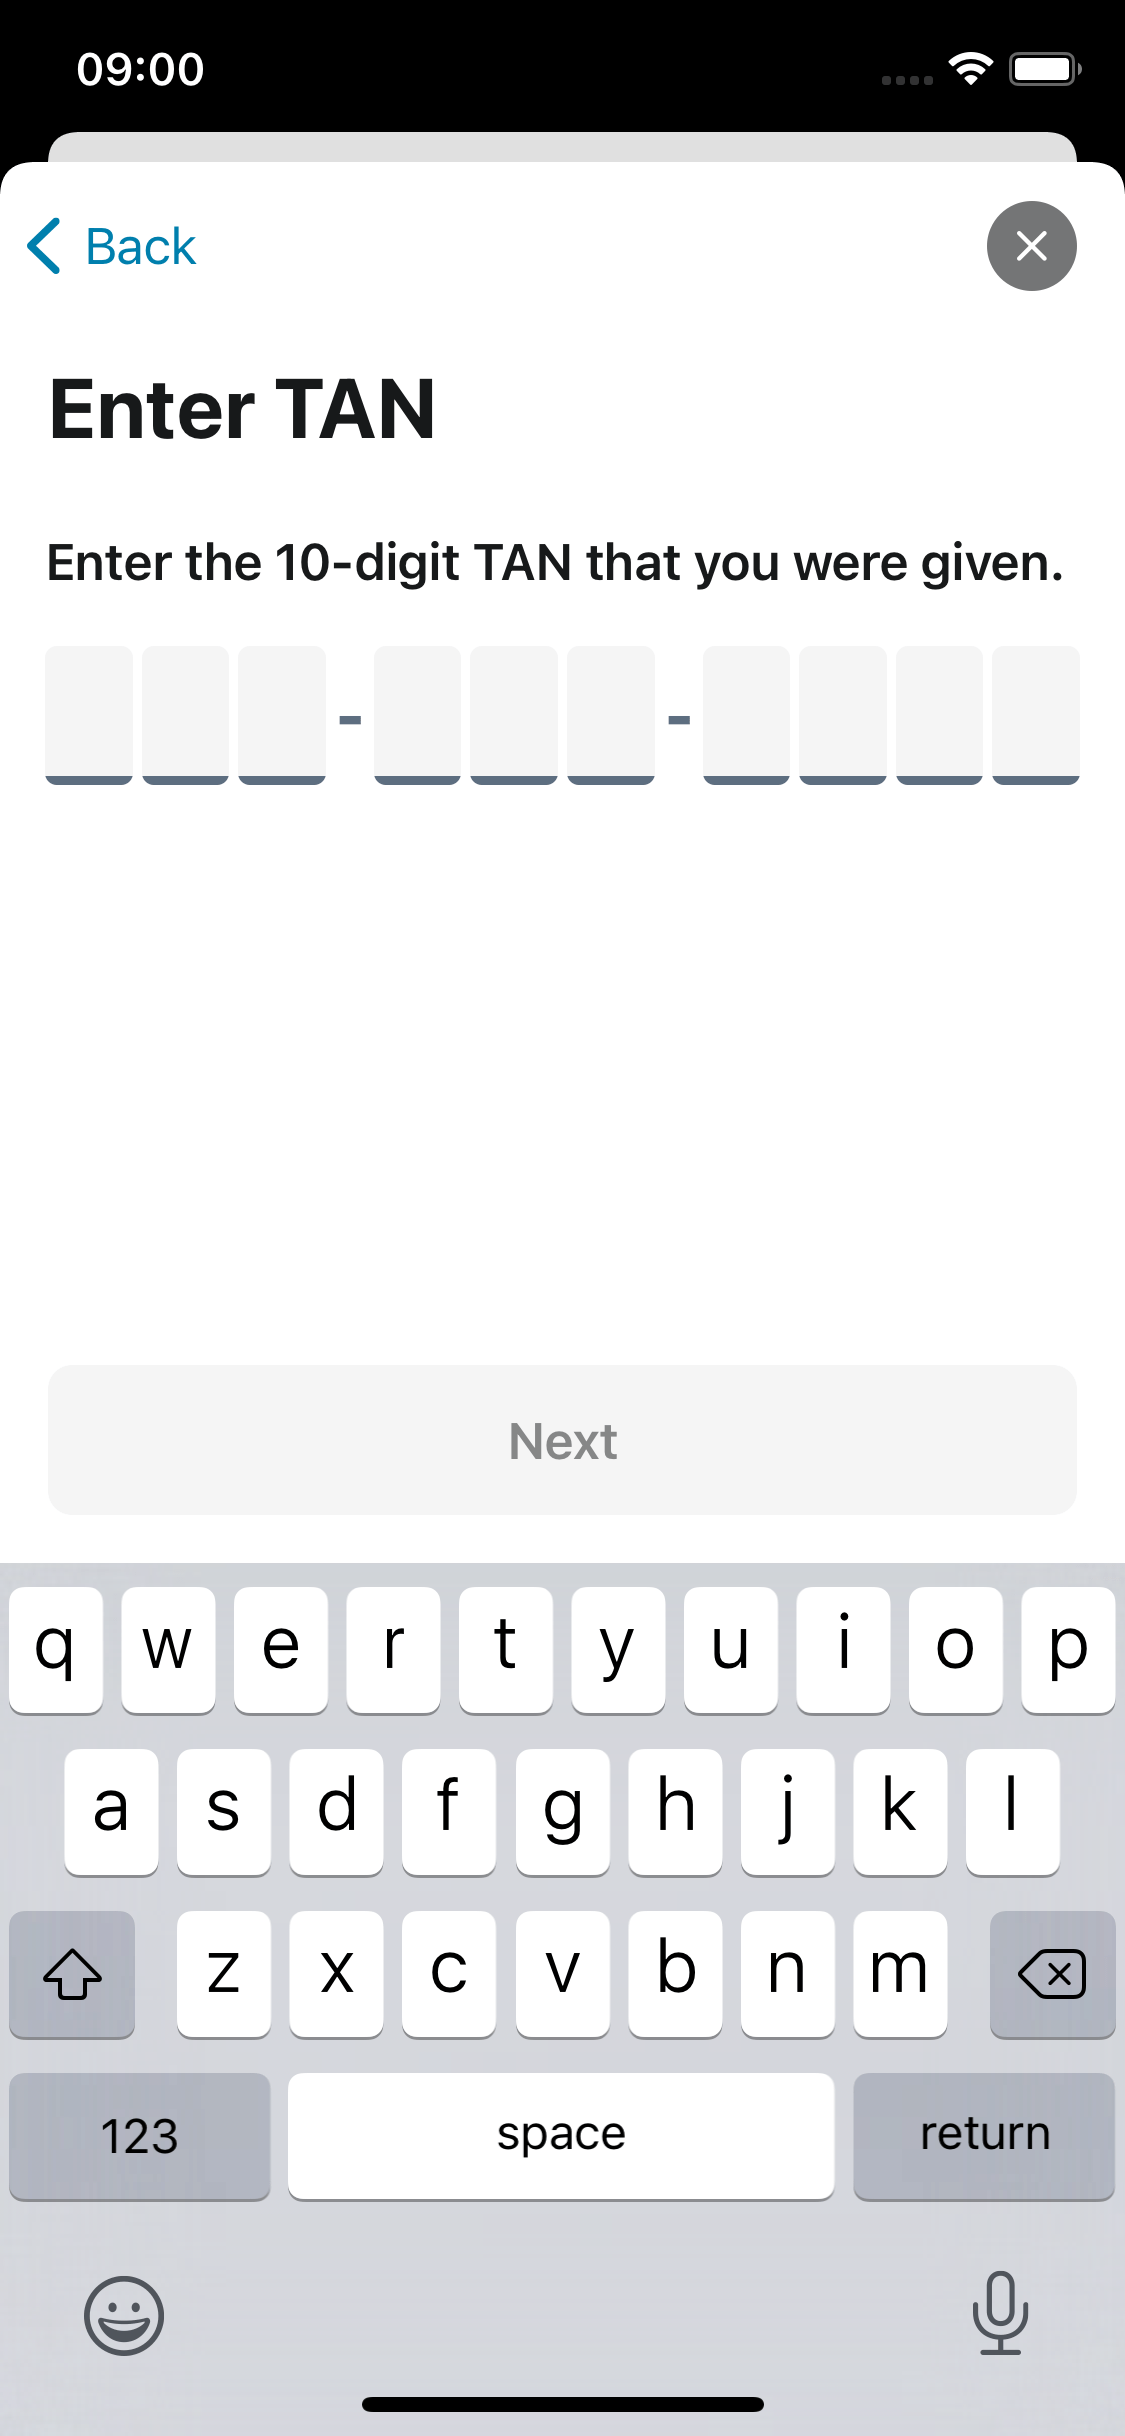 09:00
Back
Enter TAN
Enter the 10-digit TAN that you were given.
- -
Next
q w e r t y u i o p
a s d f g h j k l
z x c v b n m
123 space return